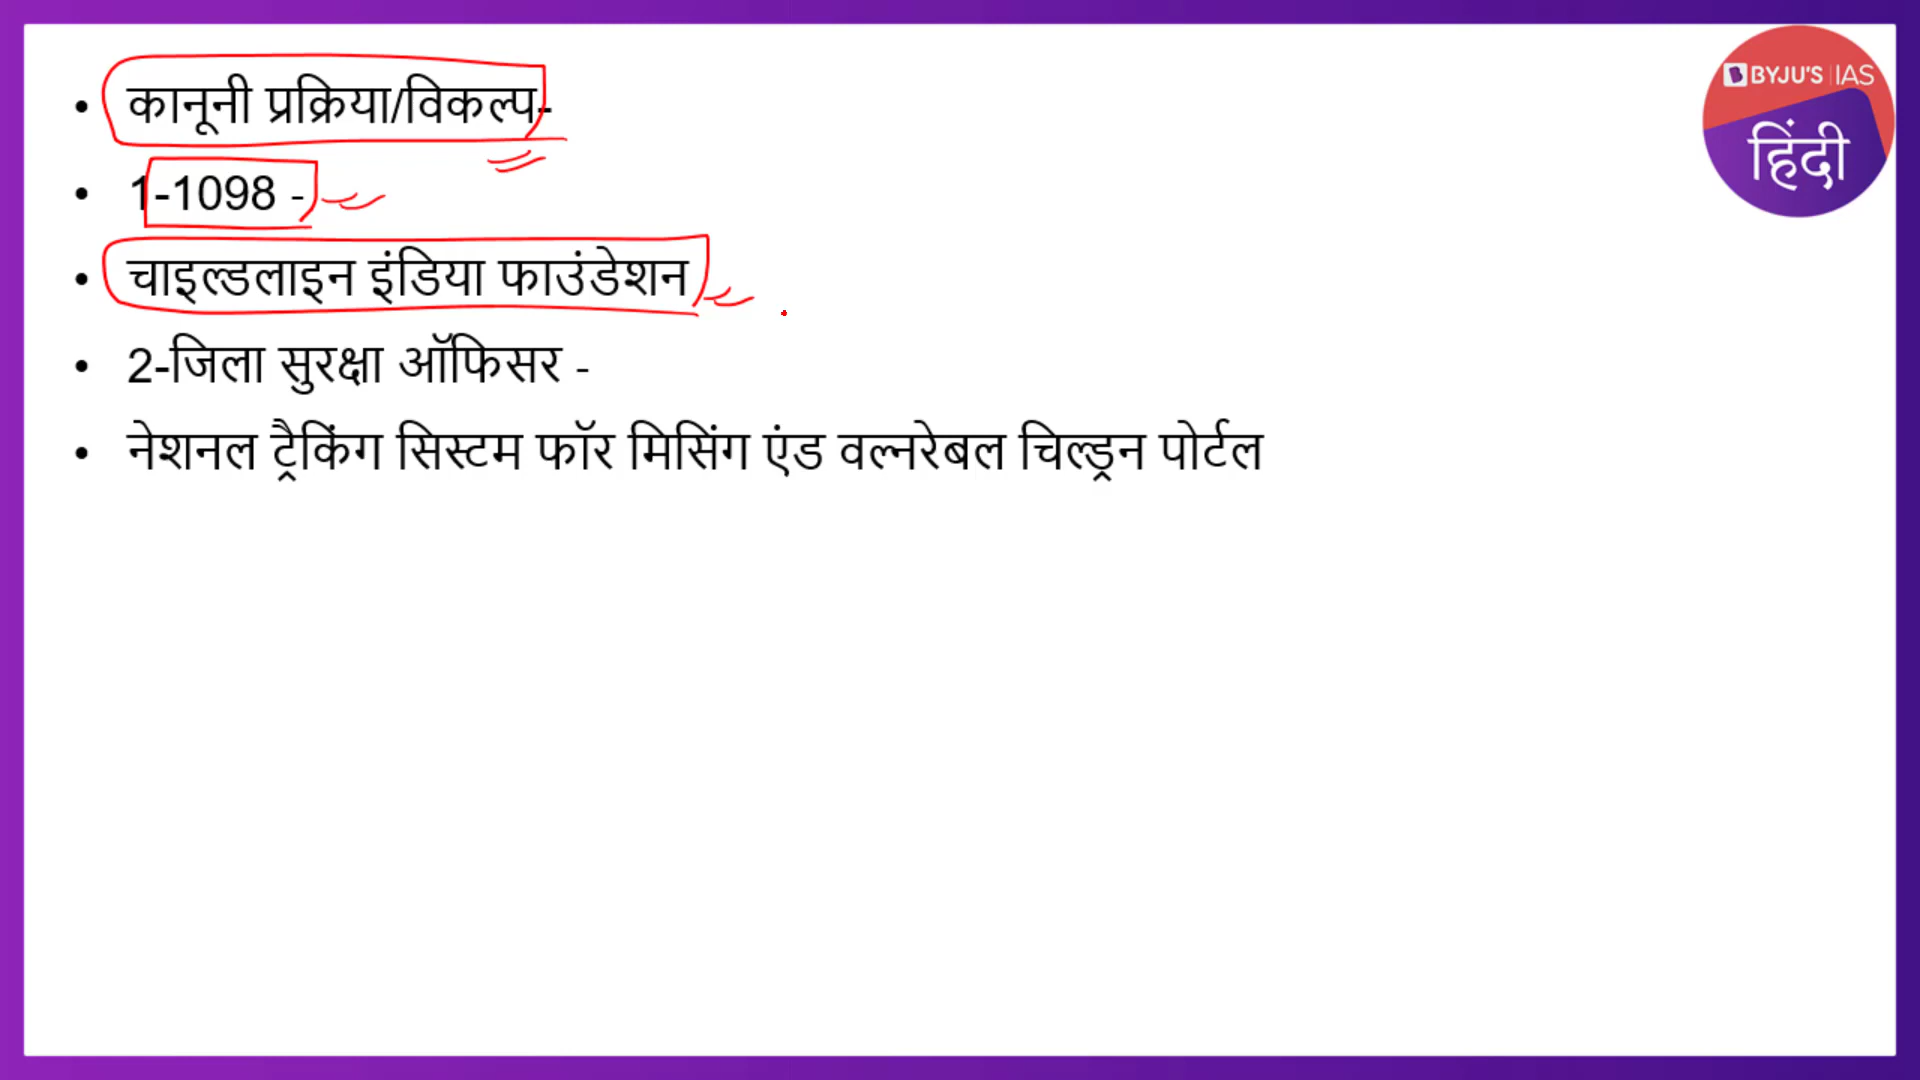 • कानूनी प्रक्रिया/विकल्प-
• 1-1098 -
• चाइल्डलाइन इंडिया फाउंडेशन
• 2-जिला सुरक्षा ऑफिसर -
• नेशनल ट्रैकिंग सिस्टम फॉर मिसिंग एंड वल्नरेबल चिल्ड्रन पोर्टल
BYJU'S IAS
हिंदी